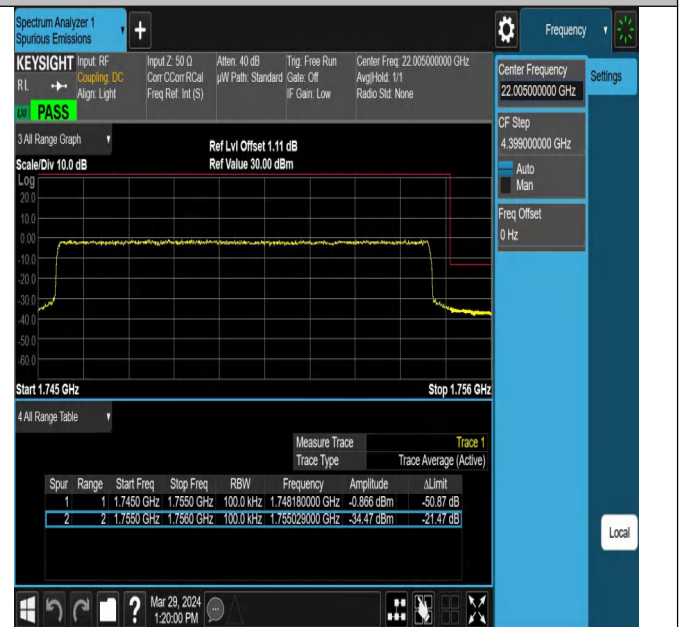 Spectrum Analyzer 1
Spurious Emissions
+
Frequency
KEYSIGHT
RL
PASS
Input: RF
Coupling: DC
Align: Light
Input Z: 50 Ω
Corr CCorr RCal
Freq Ref: Int (S)
Atten: 40 dB
µW Path: Standard
Trig: Free Run
Gate: Off
IF Gain: Low
Center Freq: 22.005000000 GHz
Avg|Hold: 1/1
Radio Std: None
Center Frequency
22.005000000 GHz
Settings
CF Step
4.399000000 GHz
Auto
Man
Freq Offset
0 Hz
3 All Range Graph
Scale/Div 10.0 dB
Ref Lvl Offset 1.11 dB
Ref Value 30.00 dBm
Log
20.0
10.0
0.00
-10.0
-20.0
-30.0
-40.0
-50.0
-60.0
Start 1.745 GHz
Stop 1.756 GHz
4 All Range Table
Measure Trace Trace 1
Trace Type Trace Average (Active)
Spur Range Start Freq Stop Freq RBW Frequency Amplitude ΔLimit
1 1 1.7450 GHz 1.7550 GHz 100.0 kHz 1.748180000 GHz -0.866 dBm -50.87 dB
2 2 1.7550 GHz 1.7560 GHz 100.0 kHz 1.755029000 GHz -34.47 dBm -21.47 dB
Local
?
Mar 29, 2024
1:20:00 PM